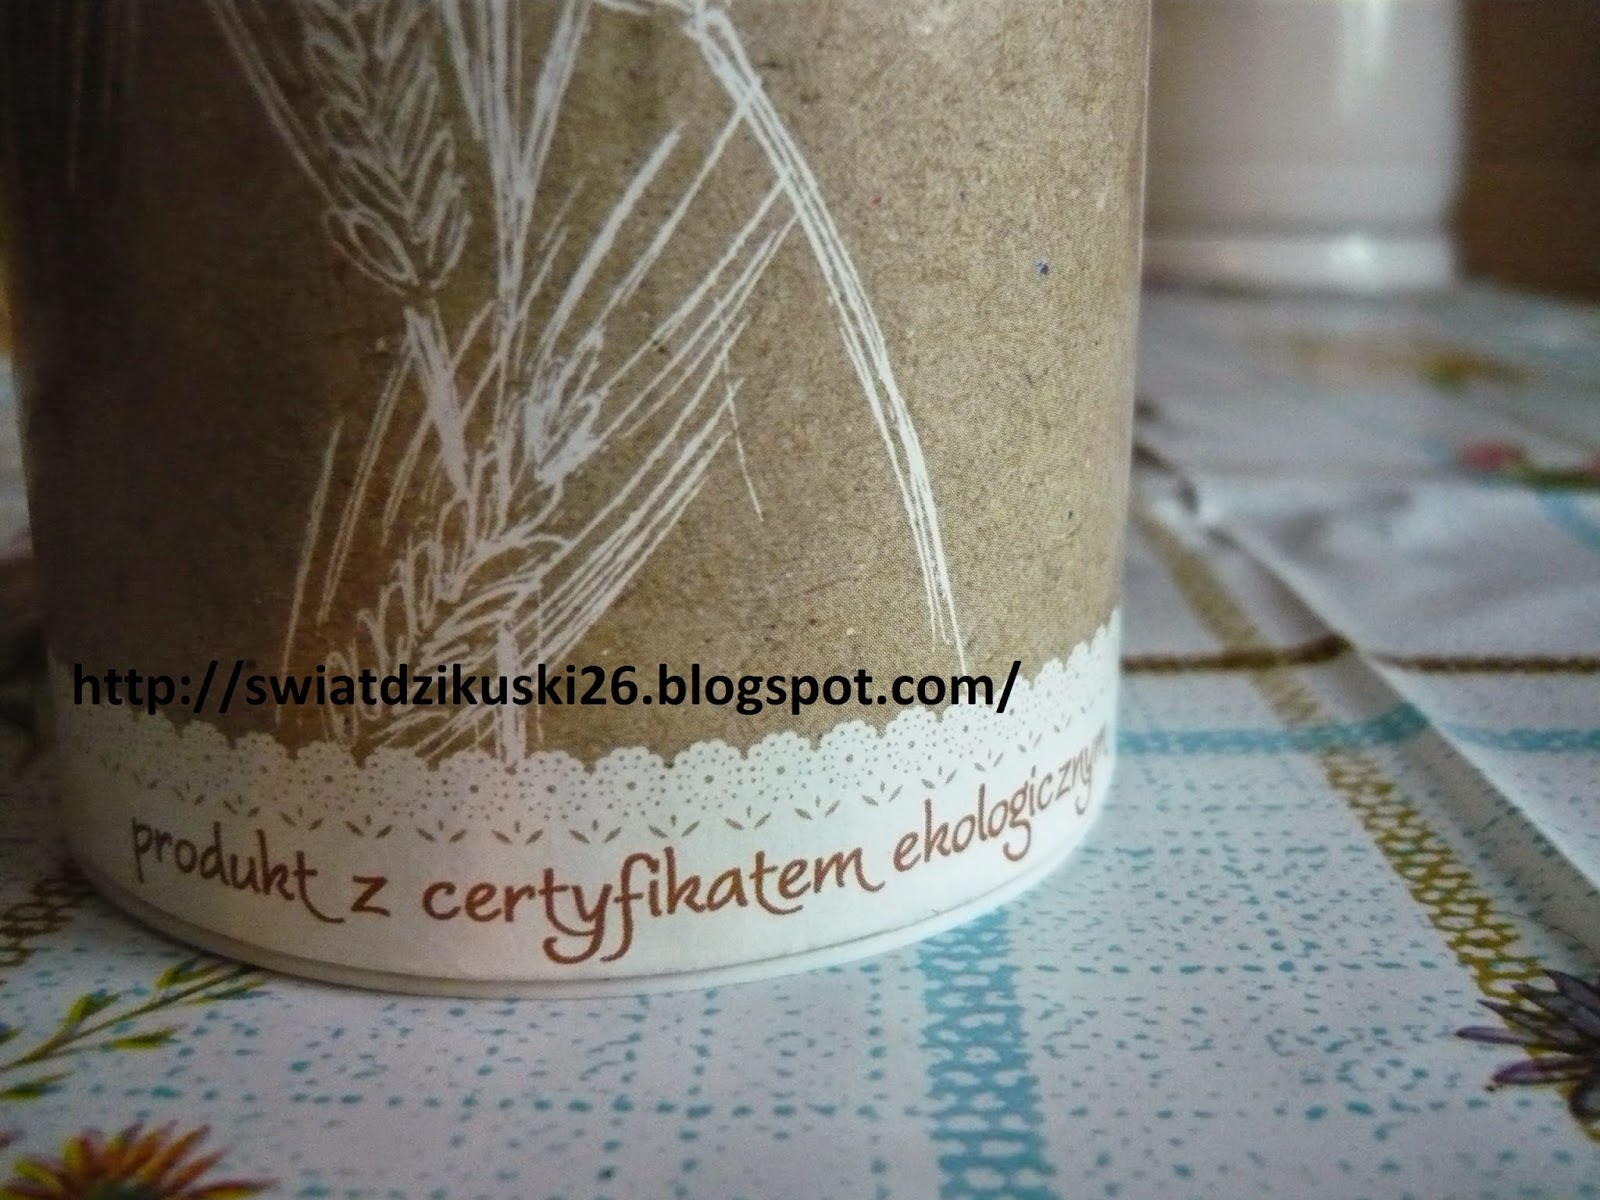 http://swiatdzikuski26.blogspot.com/
produkt z certyfikatem ekologicznym